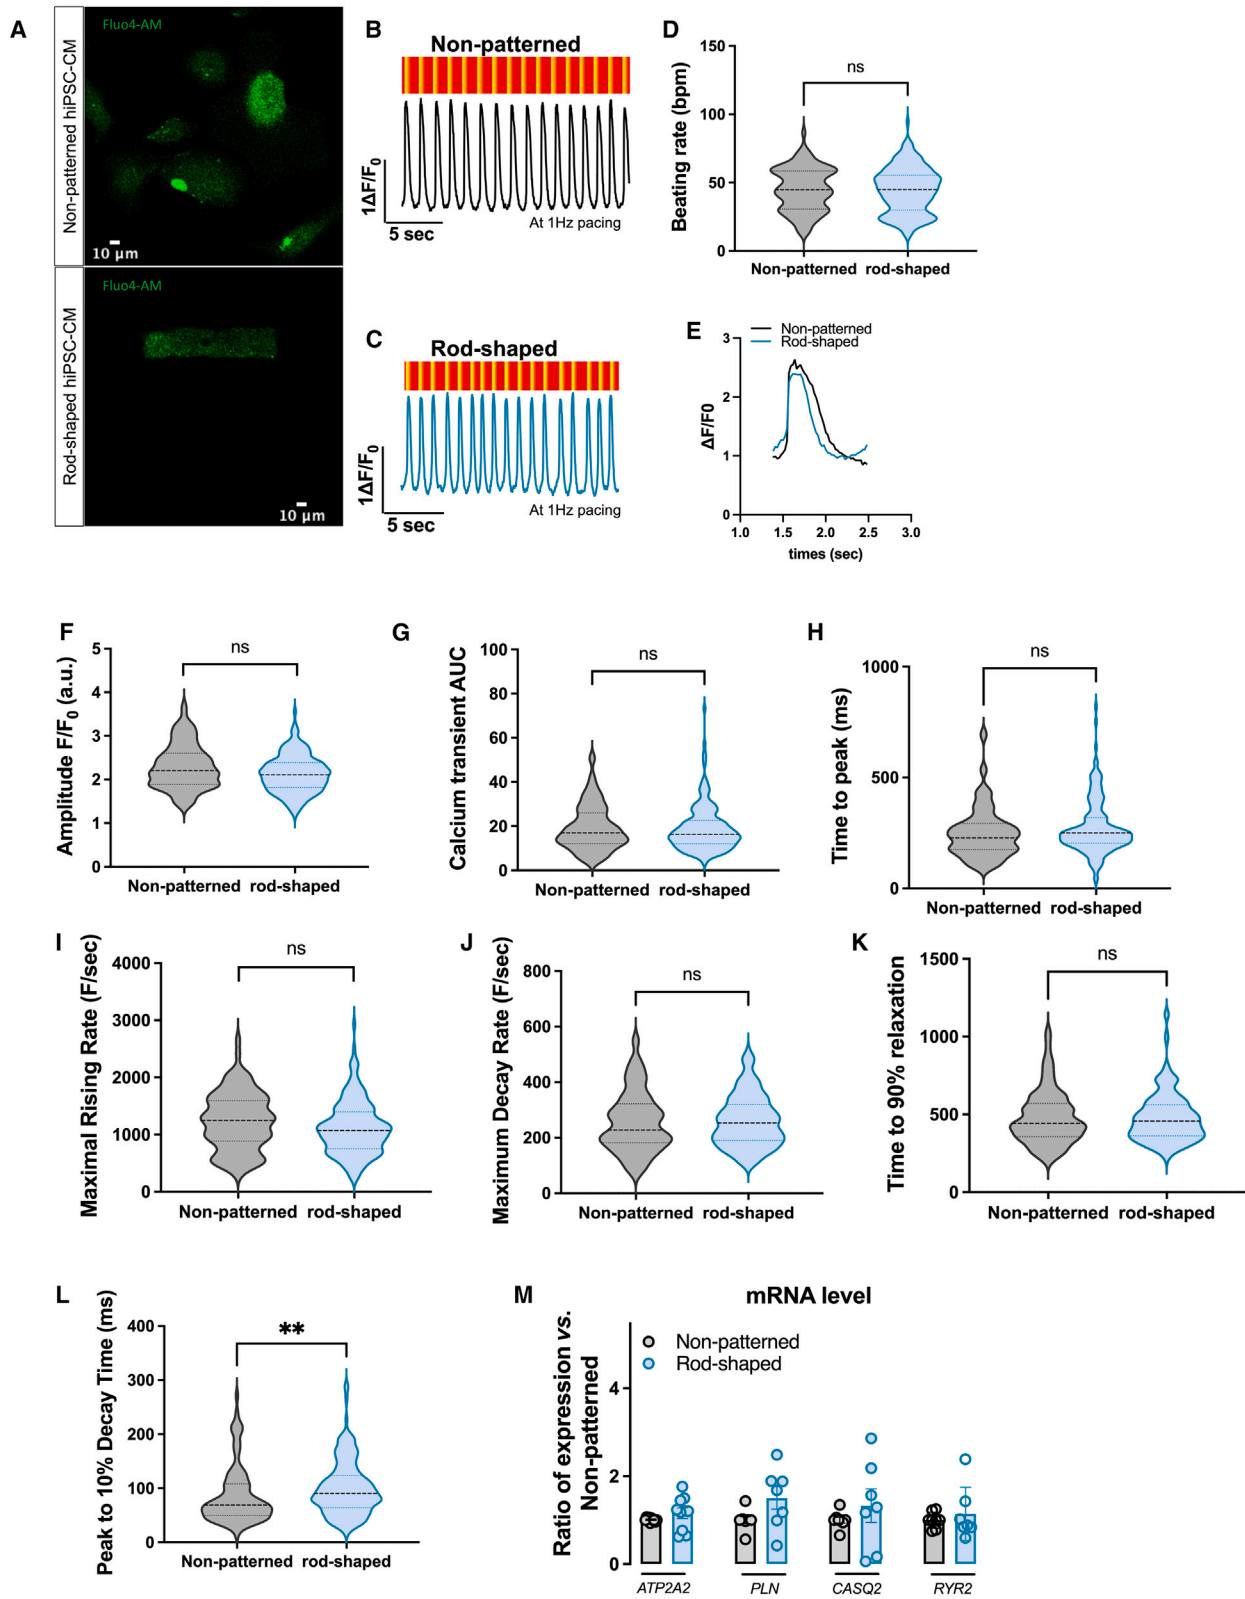 A
Non-patterned hiPSC-CM
Fluo4-AM
10 µm
Rod-shaped hiPSC-CM
Fluo4-AM
10 µm
B
Non-patterned
1ΔF/F0
5 sec
At 1Hz pacing
C
Rod-shaped
1ΔF/F0
5 sec
At 1Hz pacing
D
Beating rate (bpm)
150
100
50
0
ns
Non-patterned rod-shaped
E
Non-patterned
Rod-shaped
ΔF/F0
3
2
1
0
1.0 1.5 2.0 2.5 3.0
times (sec)
F
Amplitude F/F0 (a.u.)
5
4
3
2
1
0
ns
Non-patterned rod-shaped
G
Calcium transient AUC
100
80
60
40
20
0
ns
Non-patterned rod-shaped
H
Time to peak (ms)
1000
500
0
ns
Non-patterned rod-shaped
I
Maximal Rising Rate (F/sec)
4000
3000
2000
1000
0
ns
Non-patterned rod-shaped
J
Maximum Decay Rate (F/sec)
800
600
400
200
0
ns
Non-patterned rod-shaped
K
Time to 90% relaxation
1500
1000
500
0
ns
Non-patterned rod-shaped
L
Peak to 10% Decay Time (ms)
400
300
200
100
0
**
Non-patterned rod-shaped
M
mRNA level
Ratio of expression vs.
Non-patterned
Non-patterned
Rod-shaped
4
2
0
ATP2A2 PLN CASQ2 RYR2